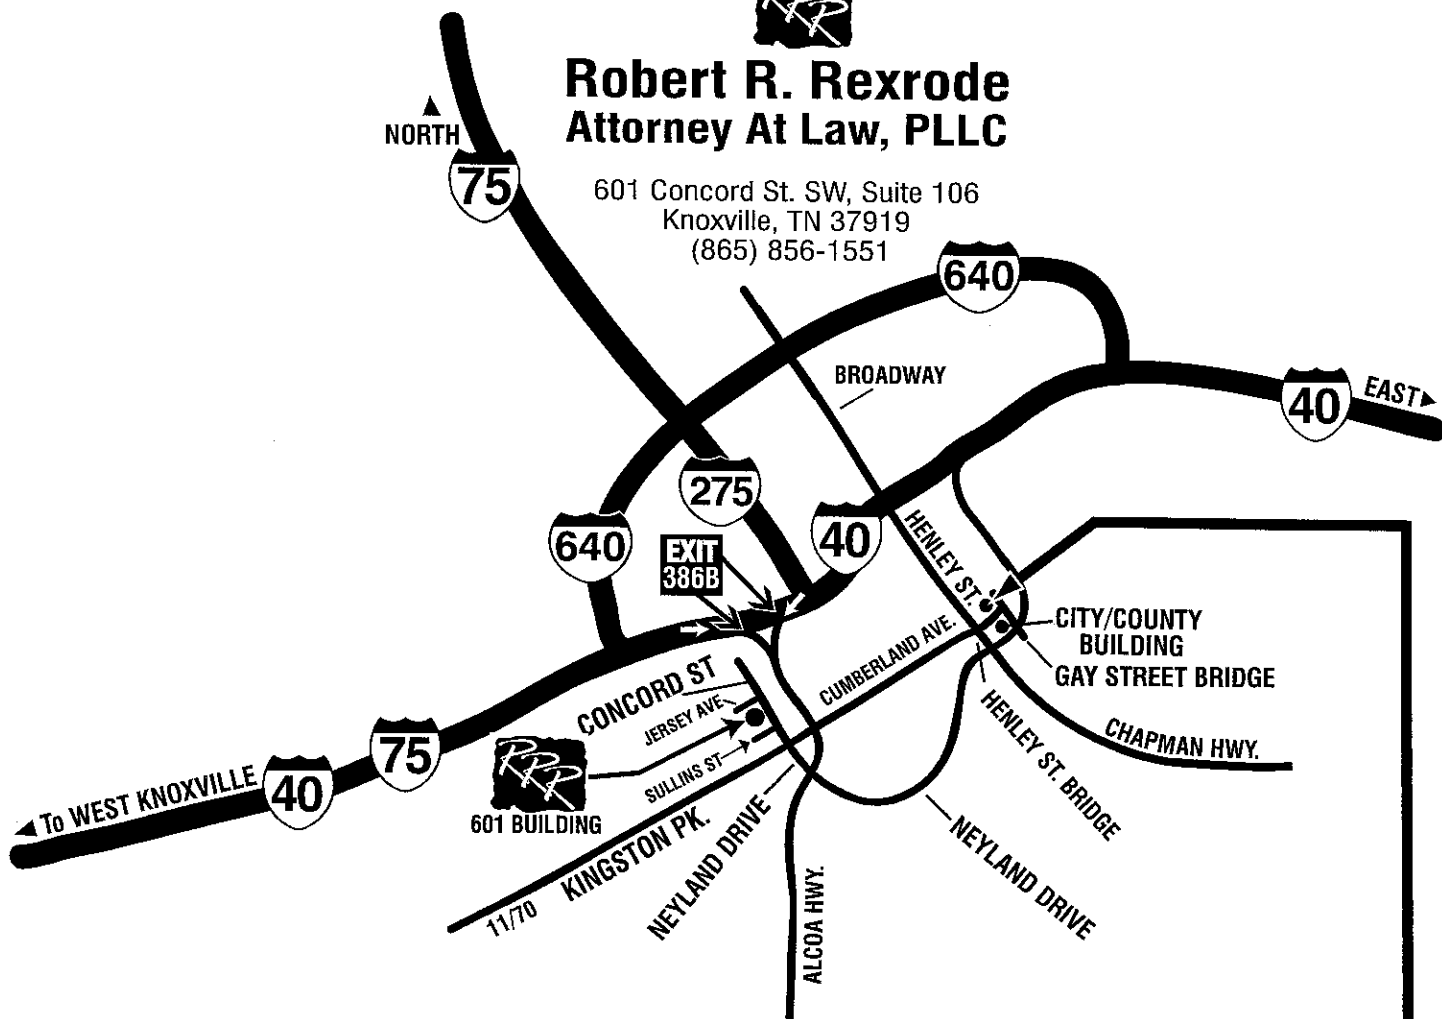 RRR
Robert R. Rexrode
Attorney At Law, PLLC
601 Concord St. SW, Suite 106
Knoxville, TN 37919
(865) 856-1551
NORTH
75
640
BROADWAY
40
EAST
275
640
EXIT
386B
40
HENLEY ST.
CITY/COUNTY
BUILDING
GAY STREET BRIDGE
CUMBERLAND AVE.
CONCORD ST
JERSEY AVE
SULLINS ST
RRR
601 BUILDING
75
40
To WEST KNOXVILLE
KINGSTON PK.
11/70
NEYLAND DRIVE
ALCOA HWY.
NEYLAND DRIVE
HENLEY ST. BRIDGE
CHAPMAN HWY.